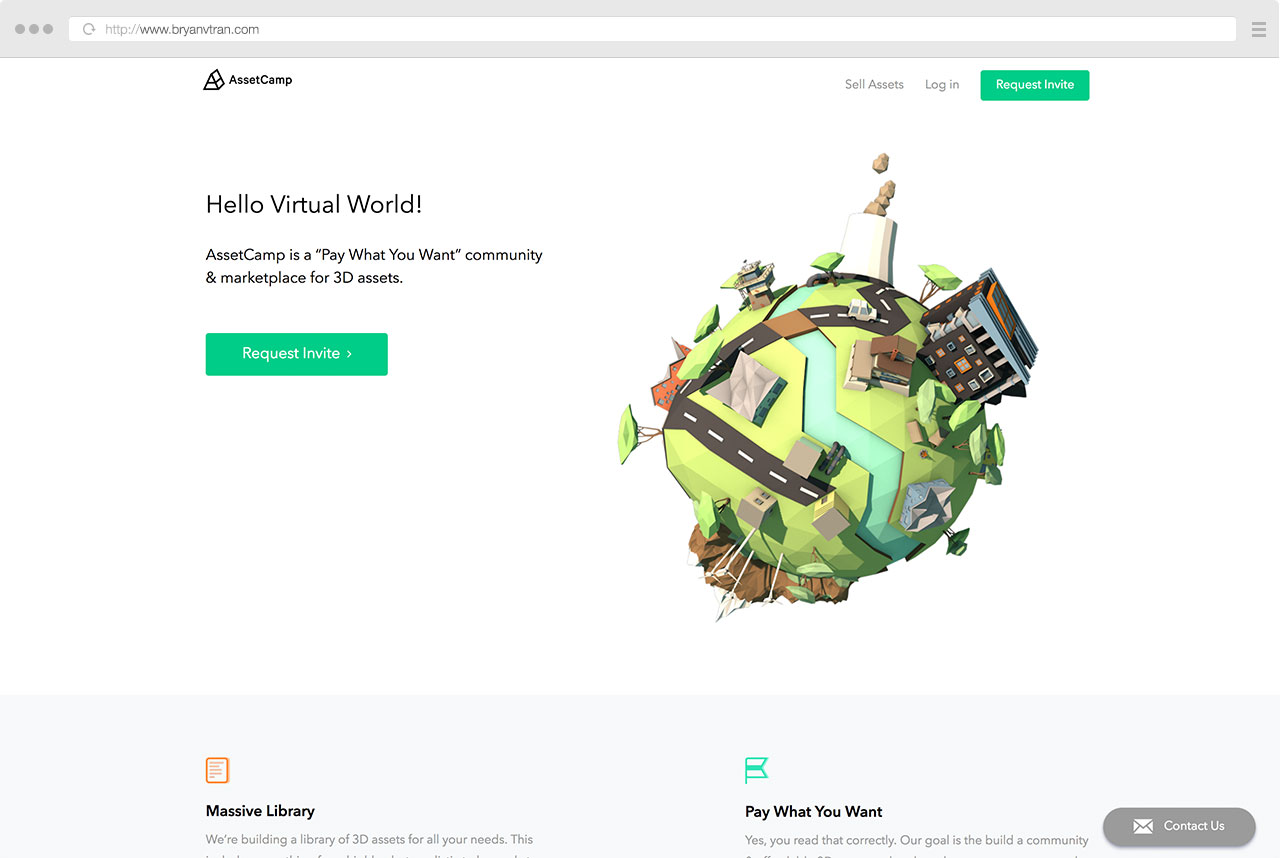 http://www.bryanvtran.com
AssetCamp
Sell Assets
Log in
Request Invite
Hello Virtual World!
AssetCamp is a “Pay What You Want” community
& marketplace for 3D assets.
Request Invite ›
Massive Library
We’re building a library of 3D assets for all your needs. This
Pay What You Want
Yes, you read that correctly. Our goal is the build a community
Contact Us